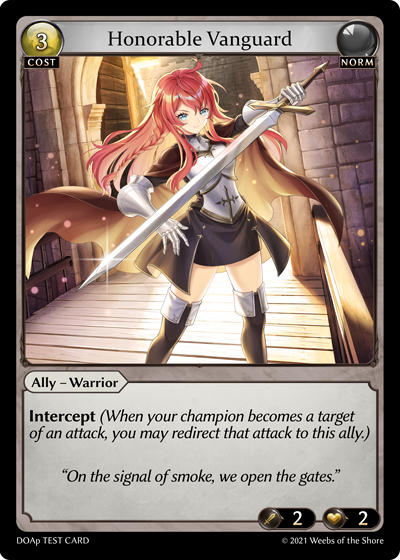 3
Honorable Vanguard
COST
NORM
Ally – Warrior
Intercept (When your champion becomes a target
of an attack, you may redirect that attack to this ally.)
“On the signal of smoke, we open the gates.”
2
2
DOAp TEST CARD
© 2021 Weebs of the Shore